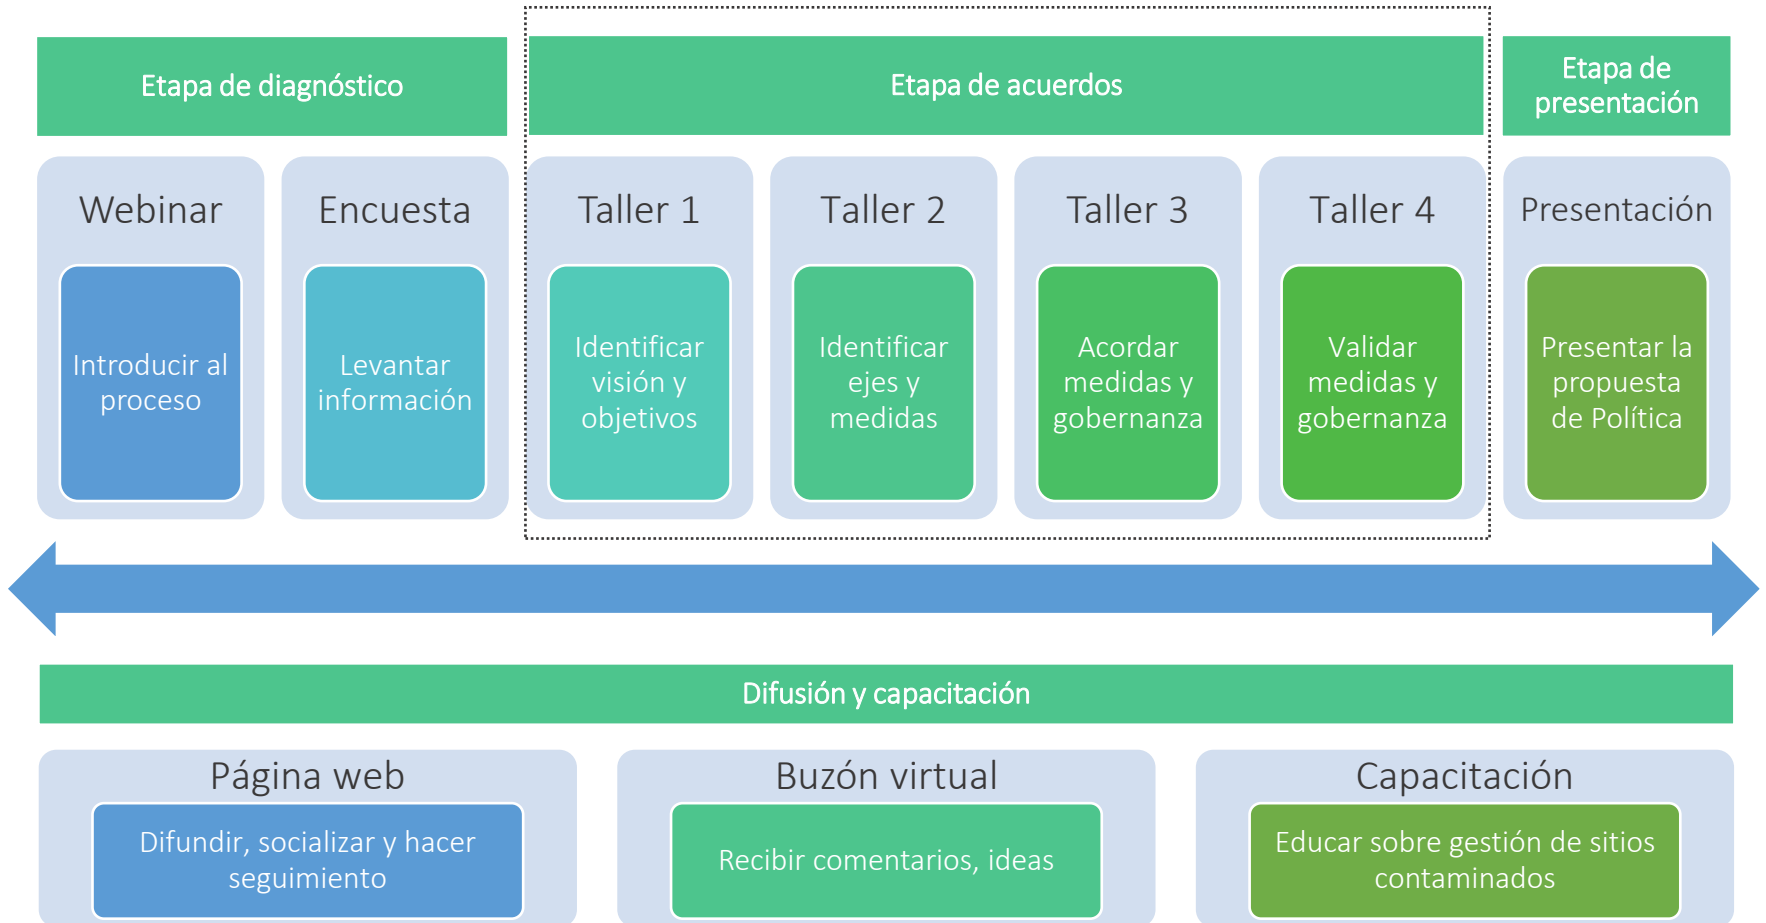 Etapa de diagnóstico
Etapa de acuerdos
Etapa de
presentación
Webinar
Introducir al
proceso
Encuesta
Levantar
información
Taller 1
Identificar
visión y
objetivos
Taller 2
Identificar
ejes y
medidas
Taller 3
Acordar
medidas y
gobernanza
Taller 4
Validar
medidas y
gobernanza
Presentación
Presentar la
propuesta
de Política
Difusión y capacitación
Página web
Difundir, socializar y hacer
seguimiento
Buzón virtual
Recibir comentarios, ideas
Capacitación
Educar sobre gestión de sitios
contaminados